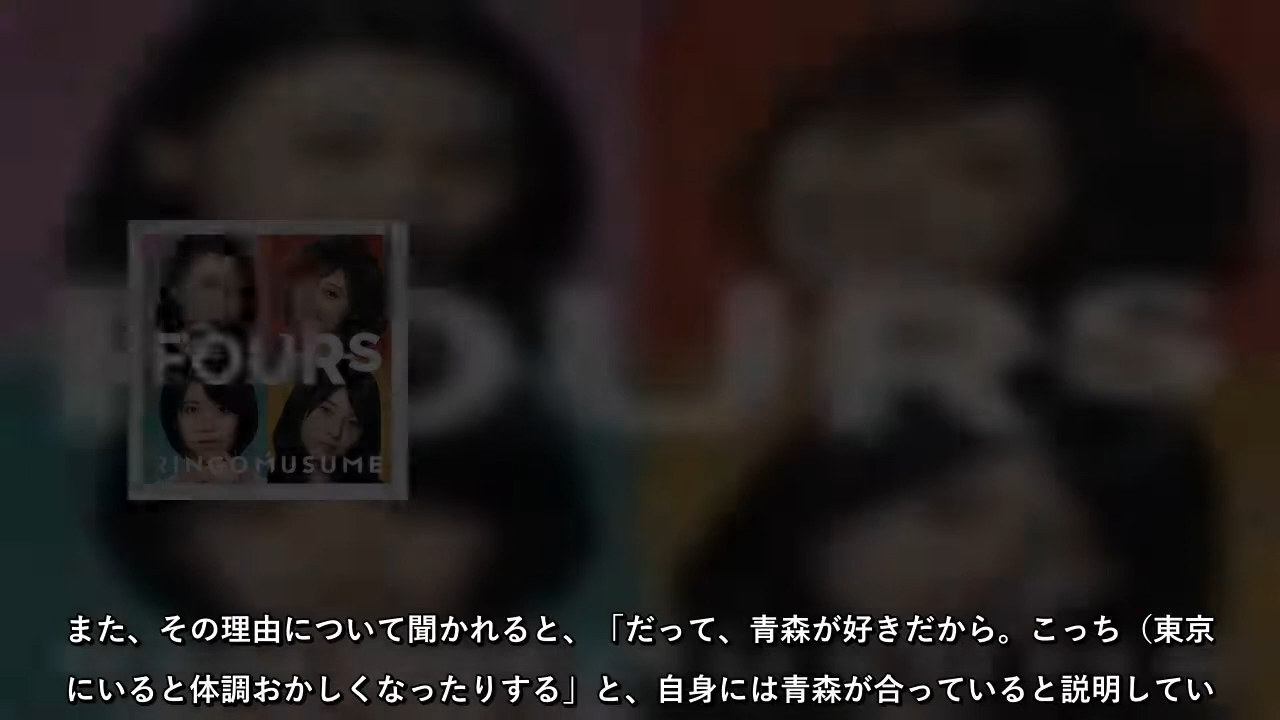 FOURS
RINGOMUSUME
また、その理由について聞かれると、「だって、青森が好きだから。こっち（東京
にいると体調おかしくなったりする」と、自身には青森が合っていると説明してい